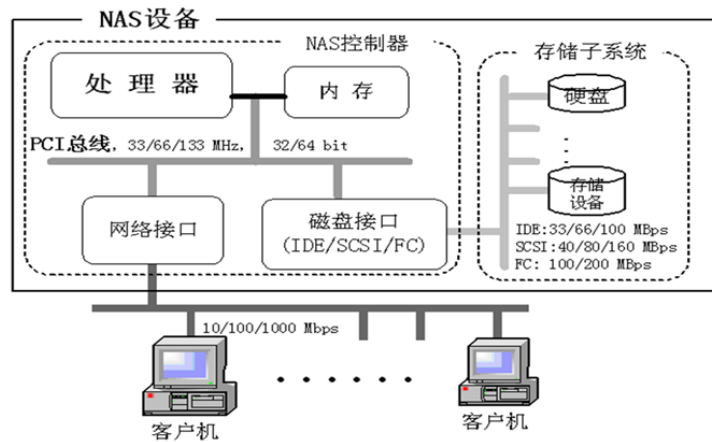 NAS设备
NAS控制器
存储子系统
处理器
内存
硬盘
PCI总线，33/66/133 MHz， 32/64 bit
存储
设备
网络接口
磁盘接口
(IDE/SCSI/FC)
IDE:33/66/100 MBps
SCSI:40/80/160 MBps
FC: 100/200 MBps
10/100/1000 Mbps
客户机
客户机